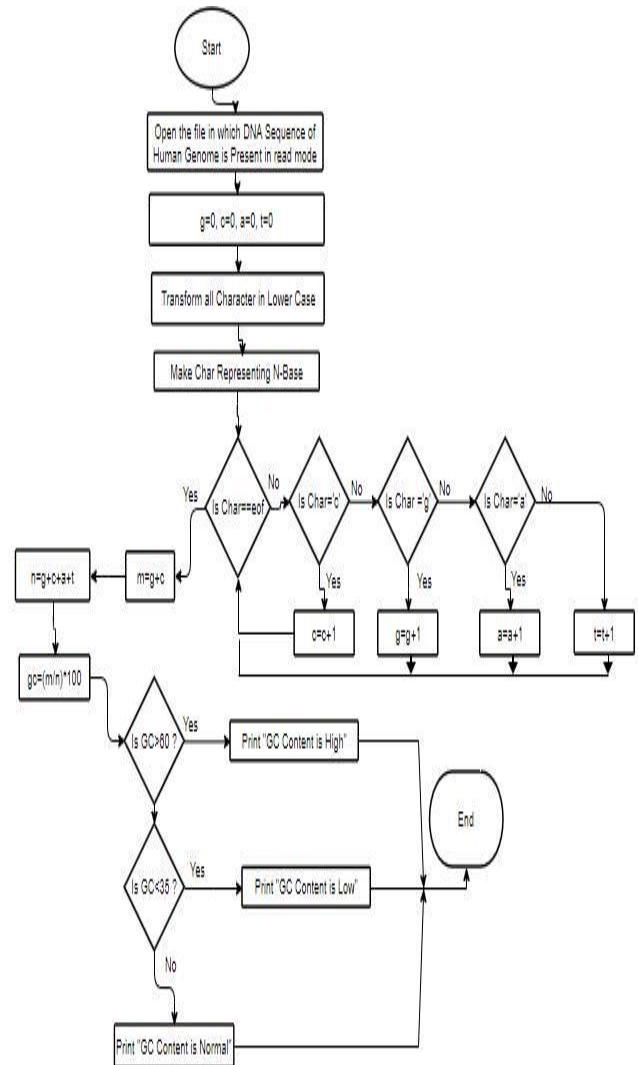 Start
Open the file in which DNA Sequence of
Human Genome is Present in read mode
g=0, c=0, a=0, t=0
Transform all Character in Lower Case
Make Char Representing N-Base
Is Char==eof
Yes
No
Is Char='c'
No
Yes
Is Char ='g'
No
Yes
Is Char='a'
No
Yes
c=c+1
g=g+1
a=a+1
t=t+1
m=g+c
n=g+c+a+t
gc=(m/n)*100
Is GC>60 ?
Yes
Print "GC Content is High"
Is GC<35 ?
Yes
Print "GC Content is Low"
No
Print "GC Content is Normal"
End